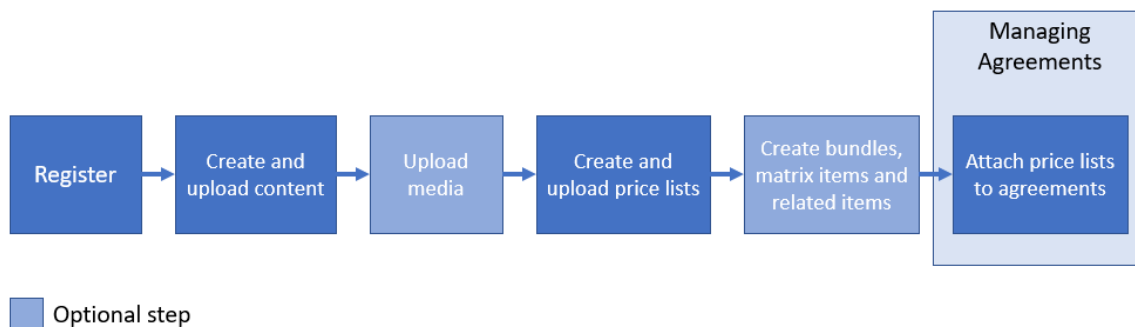 Managing
Agreements
Register
Create and
upload content
Upload
media
Create and
upload price lists
Create bundles,
matrix items and
related items
Attach price lists
to agreements
Optional step